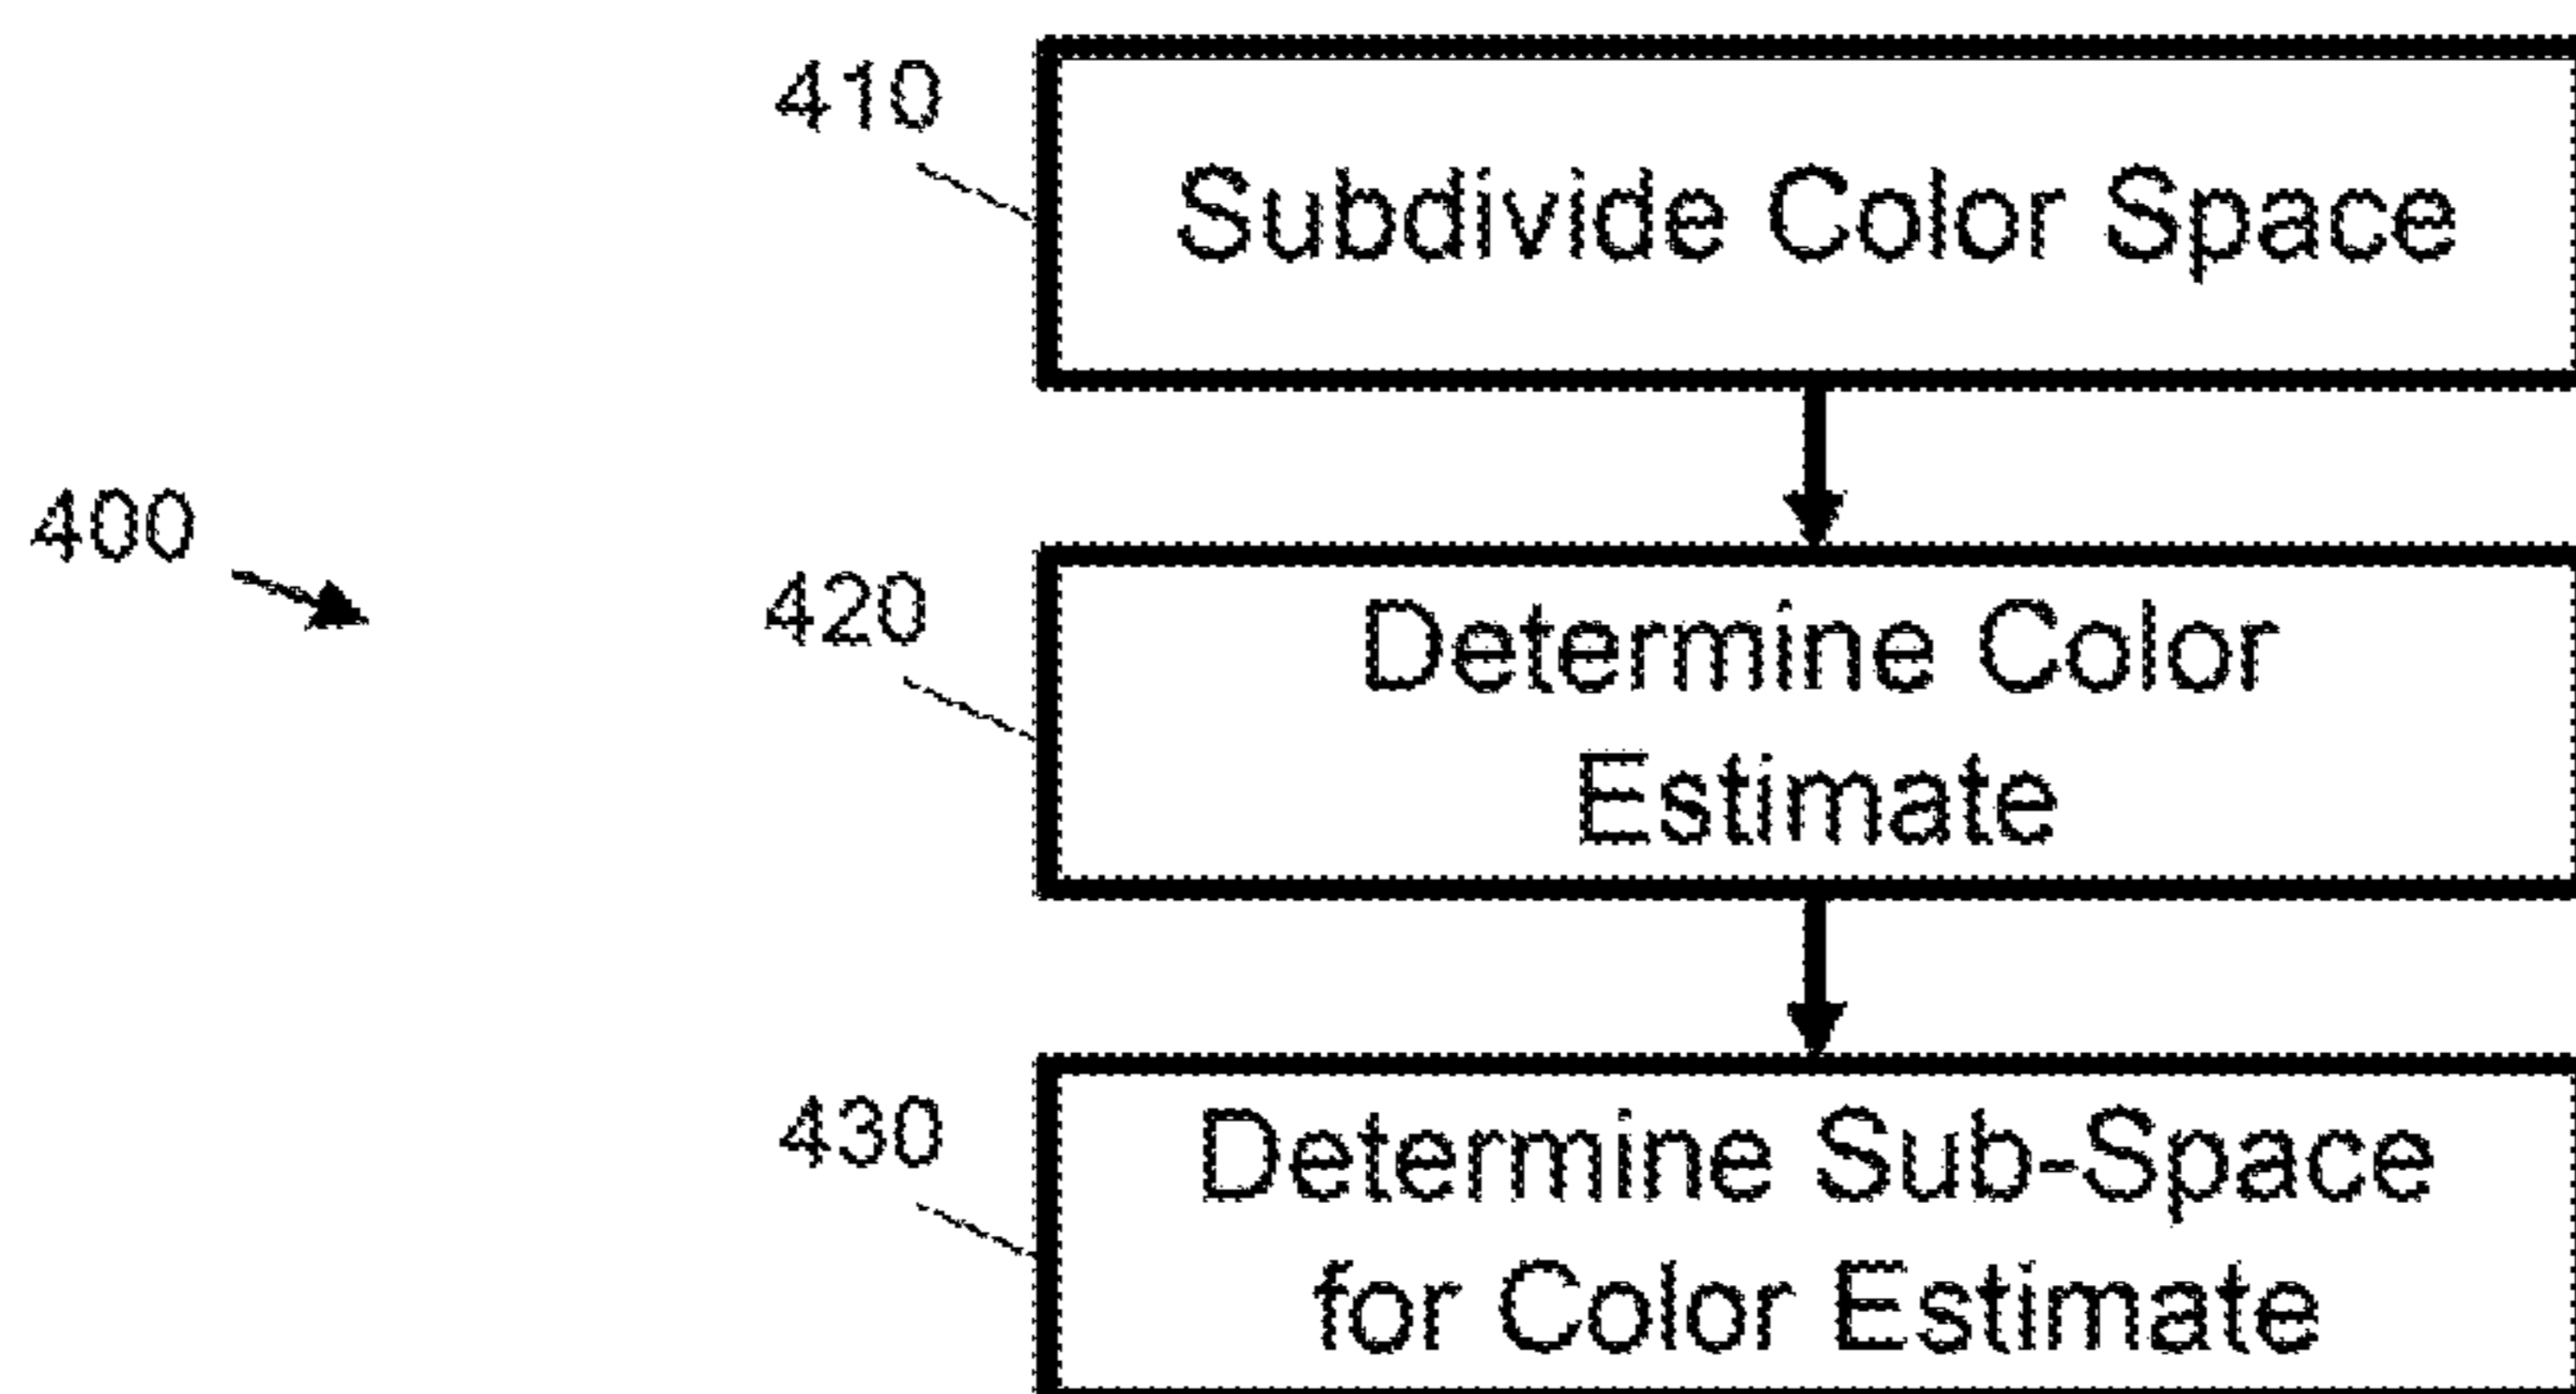 410
Subdivide Color Space
400
420
Determine Color
Estimate
430
Determine Sub-Space
for Color Estimate